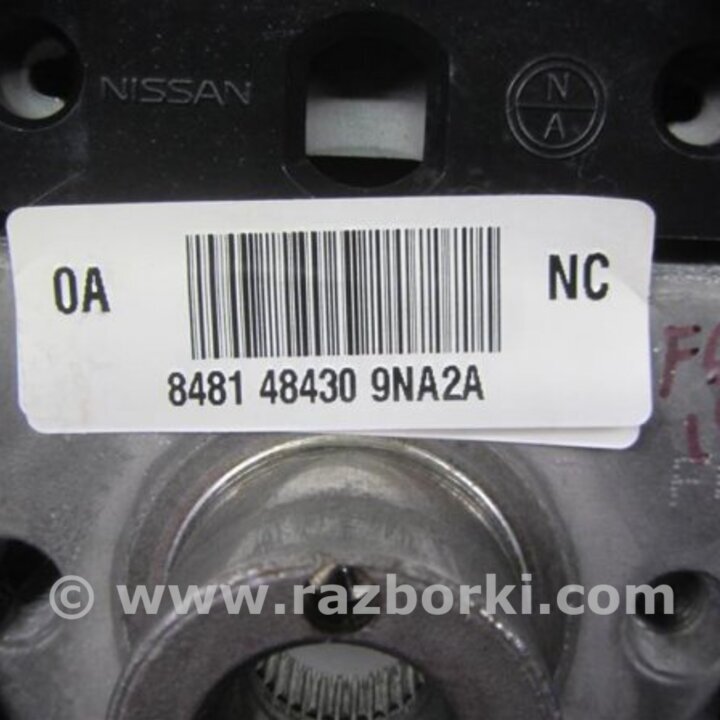 NISSAN
N
A
0A
NC
8481 48430 9NA2A
© www.razborki.com